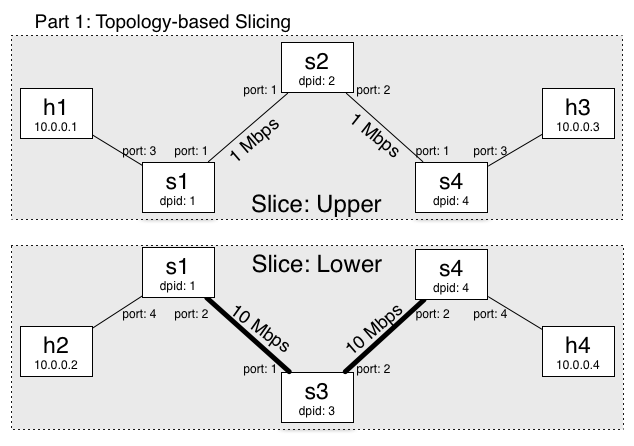 Part 1: Topology-based Slicing
s2
dpid: 2
port: 1
port: 2
h1
10.0.0.1
h3
10.0.0.3
1 Mbps
1 Mbps
port: 3
port: 1
port: 1
port: 3
s1
dpid: 1
s4
dpid: 4
Slice: Upper
s1
dpid: 1
Slice: Lower
s4
dpid: 4
port: 4
port: 2
10 Mbps
10 Mbps
port: 2
port: 4
h2
10.0.0.2
h4
10.0.0.4
port: 1
port: 2
s3
dpid: 3